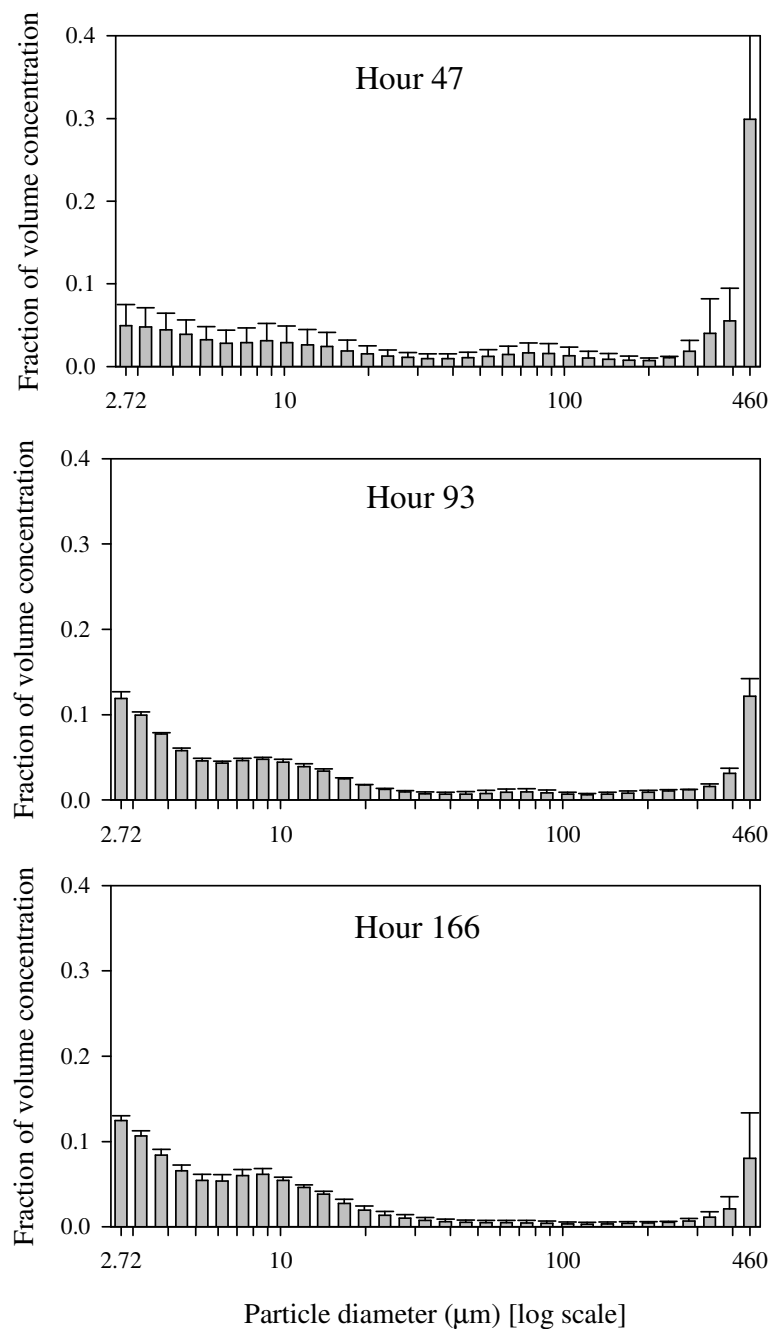 0.4
Hour 47
0.3
0.2
0.1
0.0
Fraction of volume concentration
2.72 10 100 460
0.4
Hour 93
0.3
0.2
0.1
0.0
Fraction of volume concentration
2.72 10 100 460
0.4
Hour 166
0.3
0.2
0.1
0.0
Fraction of volume concentration
2.72 10 100 460
Particle diameter (μm) [log scale]